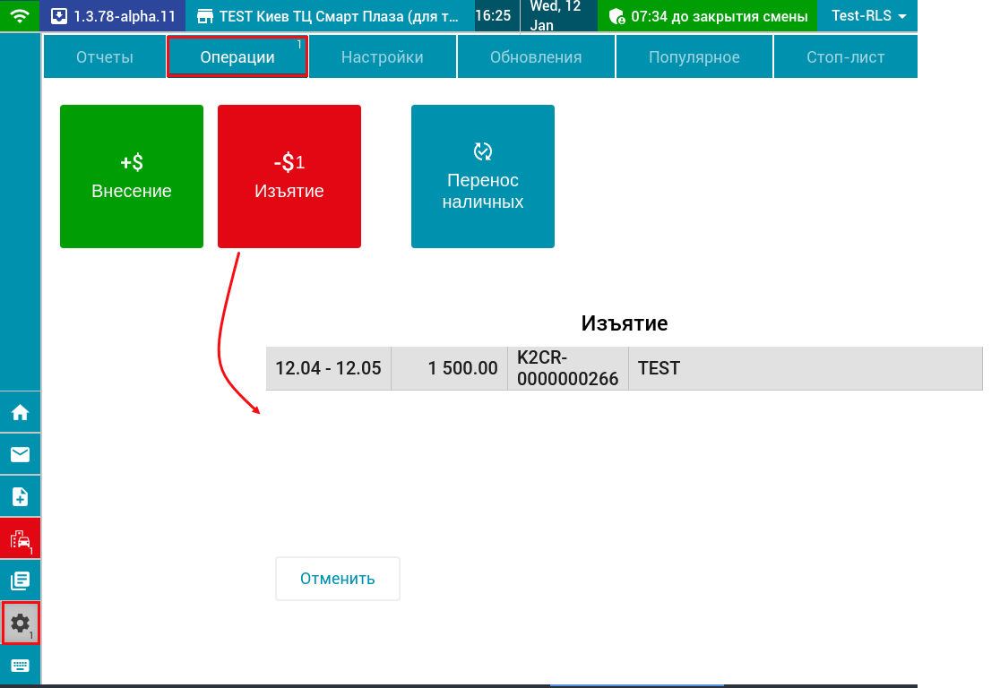 1.3.78-alpha.11
TEST Киев ТЦ Смарт Плаза (для т...
16:25
Wed, 12
Jan
07:34 до закрытия смены
Test-RLS
Отчеты
Операции
1
Настройки
Обновления
Популярное
Стоп-лист
+$
Внесение
-$1
Изъятие
Перенос
наличных
Изъятие
12.04 - 12.05
1 500.00
K2CR-
0000000266
TEST
1
Отменить
1